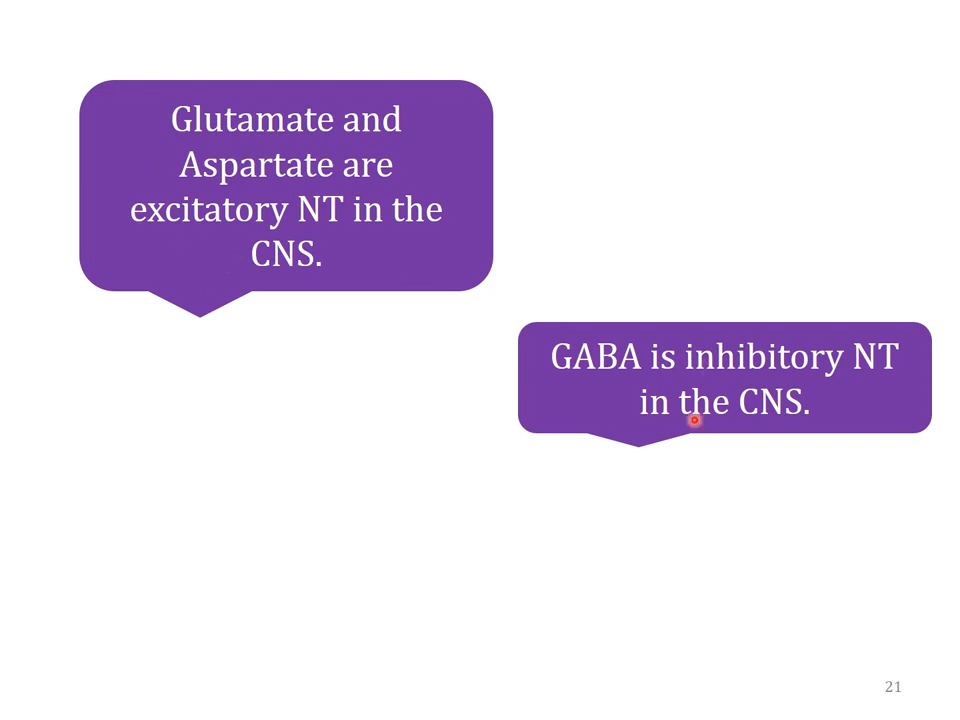 Glutamate and
Aspartate are
excitatory NT in the
CNS.
GABA is inhibitory NT
in the CNS.
21